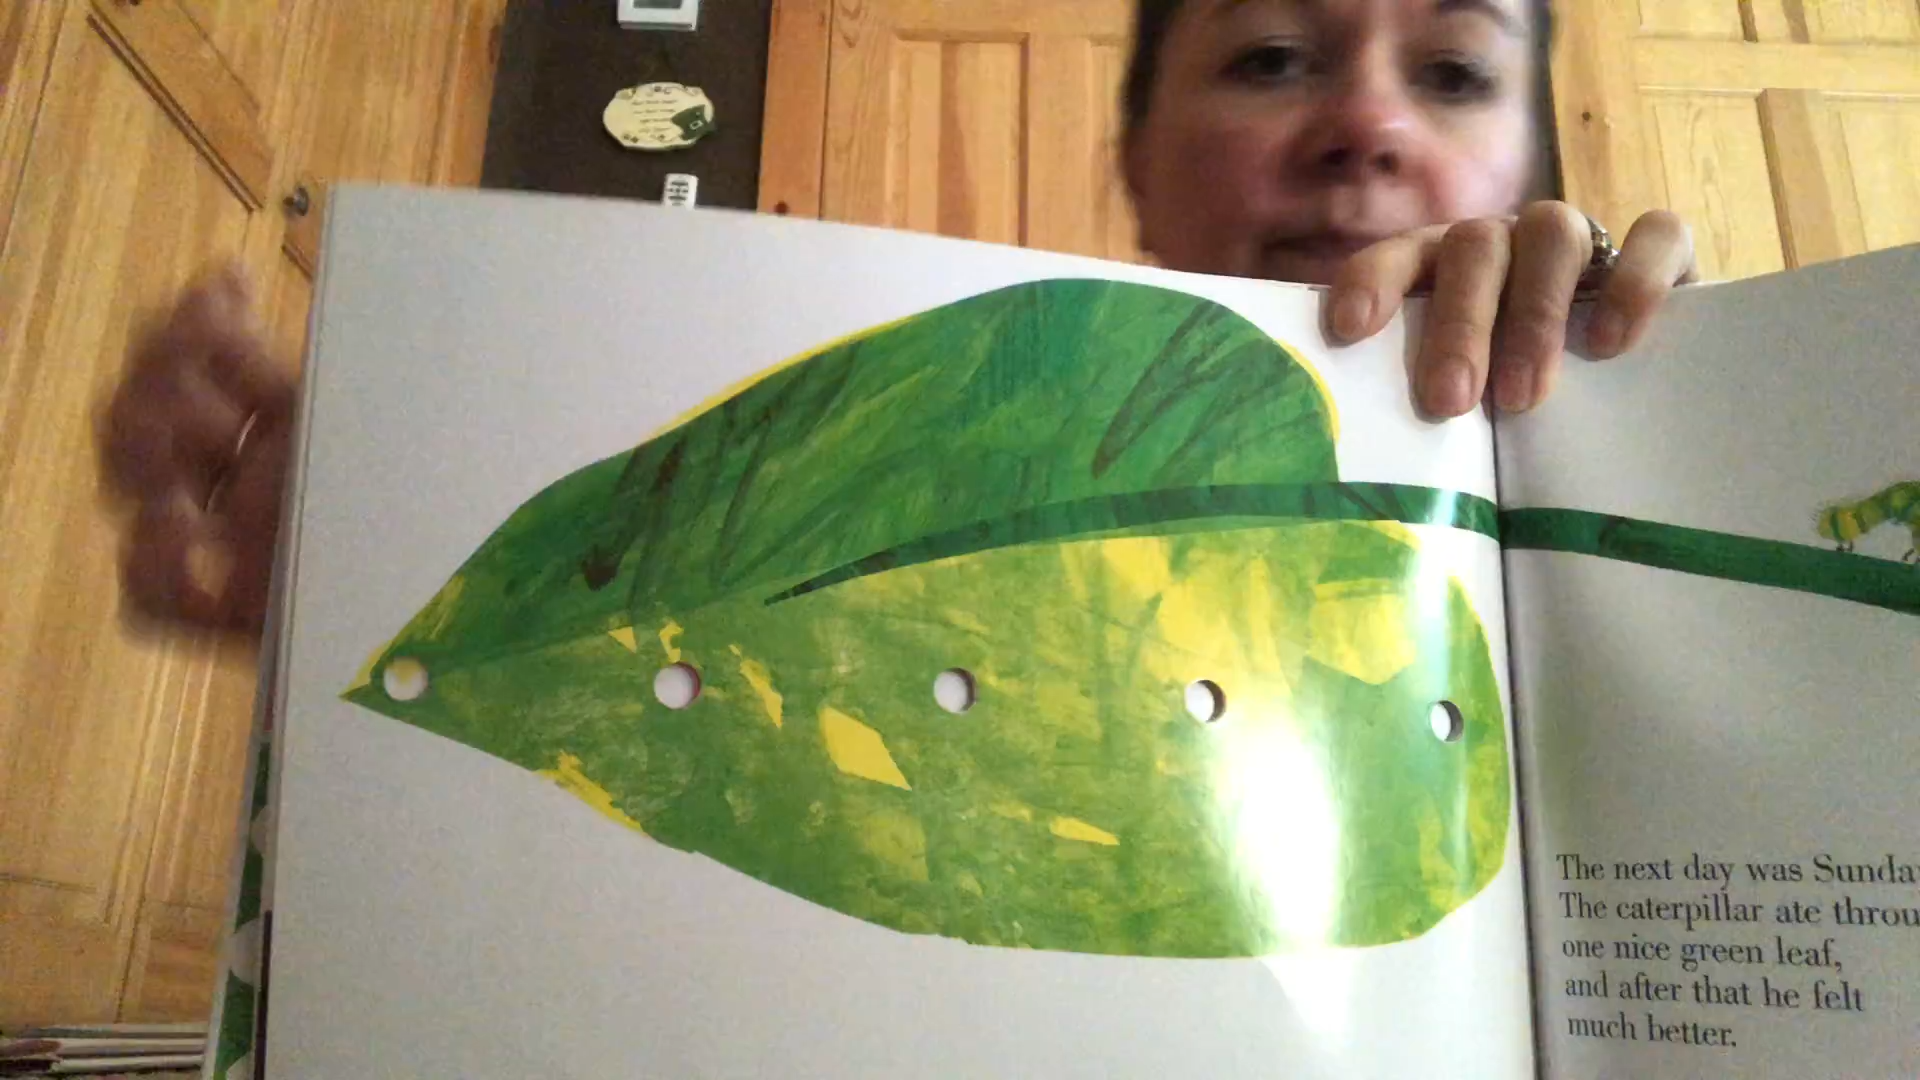 The next day was Sunda
The caterpillar ate throu
one nice green leaf,
and after that he felt
much better.